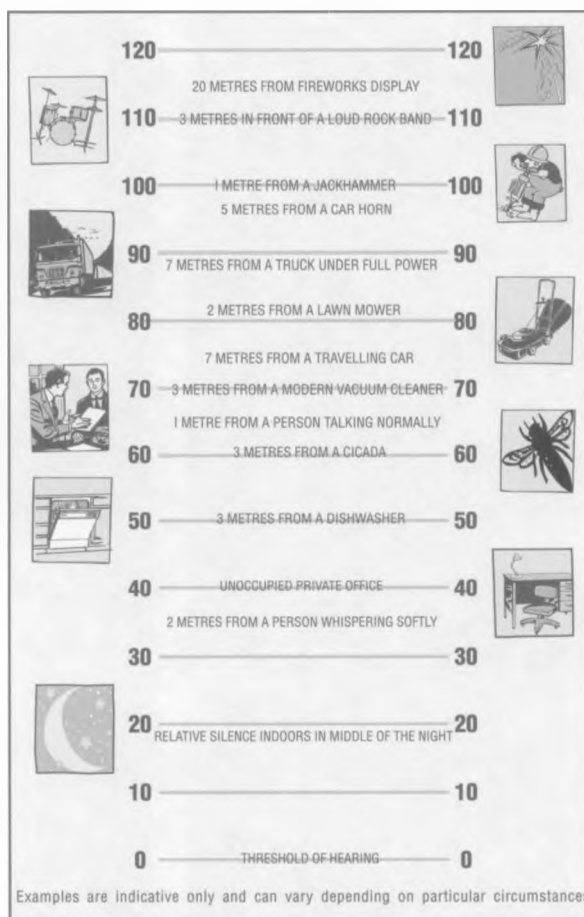 120 120
20 METRES FROM FIREWORKS DISPLAY
110 3 METRES IN FRONT OF A LOUD ROCK BAND 110
100 1 METRE FROM A JACKHAMMER 100
5 METRES FROM A CAR HORN
90 90
7 METRES FROM A TRUCK UNDER FULL POWER
2 METRES FROM A LAWN MOWER
80 80
7 METRES FROM A TRAVELLING CAR
70 3 METRES FROM A MODERN VACUUM CLEANER 70
1 METRE FROM A PERSON TALKING NORMALLY
60 3 METRES FROM A CICADA 60
50 3 METRES FROM A DISHWASHER 50
40 UNOCCUPIED PRIVATE OFFICE 40
2 METRES FROM A PERSON WHISPERING SOFTLY
30 30
20 20
RELATIVE SILENCE INDOORS IN MIDDLE OF THE NIGHT
10 10
0 THRESHOLD OF HEARING 0
Examples are indicative only and can vary depending on particular circumstance